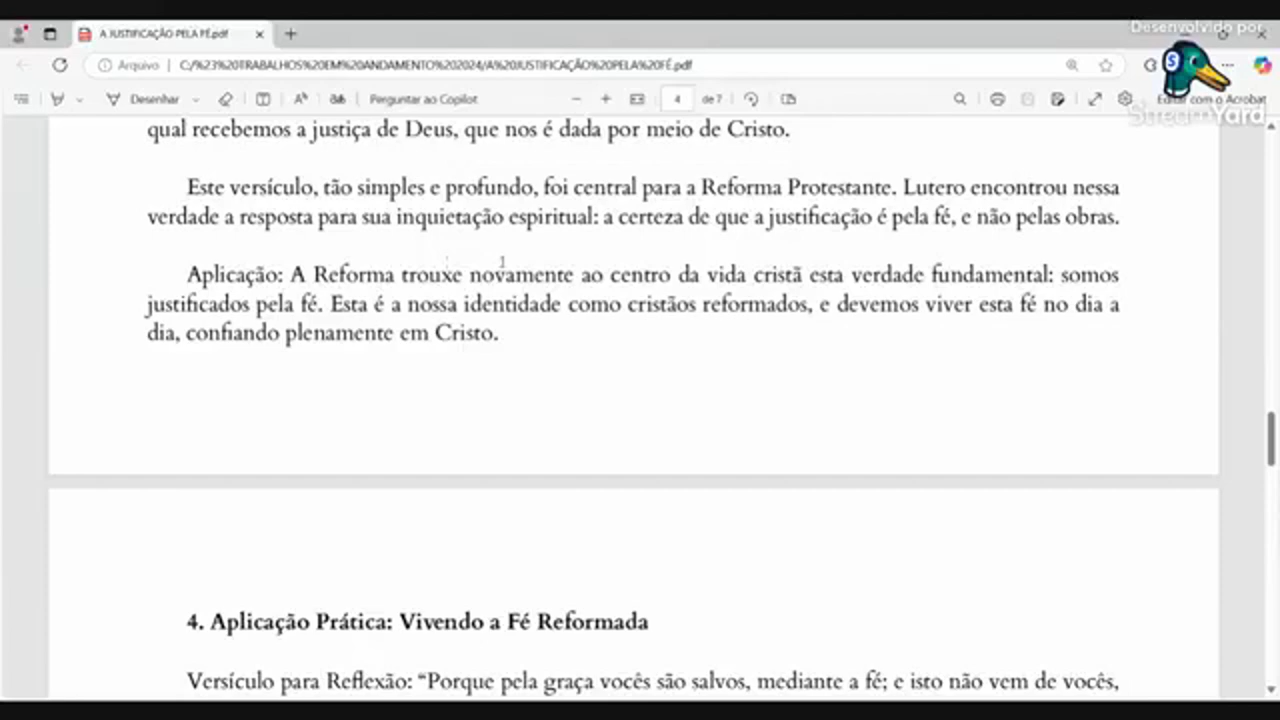 Desenvolvido por
A JUSTIFICAÇÃO PELA FÉ.pdf
Arquivo
C:/%23%20TRABALHOS%20EM%20ANDAMENTO%202024/A%20JUSTIFICAÇÃO%20PELA%20FÉ.pdf
Desenhar
Perguntar ao Copilot
4
de 7
Editar com o Acrobat
StreamYard
qual recebemos a justiça de Deus, que nos é dada por meio de Cristo.
Este versículo, tão simples e profundo, foi central para a Reforma Protestante. Lutero encontrou nessa
verdade a resposta para sua inquietação espiritual: a certeza de que a justificação é pela fé, e não pelas obras.
Aplicação: A Reforma trouxe novamente ao centro da vida cristã esta verdade fundamental: somos
justificados pela fé. Esta é a nossa identidade como cristãos reformados, e devemos viver esta fé no dia a
dia, confiando plenamente em Cristo.
4. Aplicação Prática: Vivendo a Fé Reformada
Versículo para Reflexão: “Porque pela graça vocês são salvos, mediante a fé; e isto não vem de vocês,